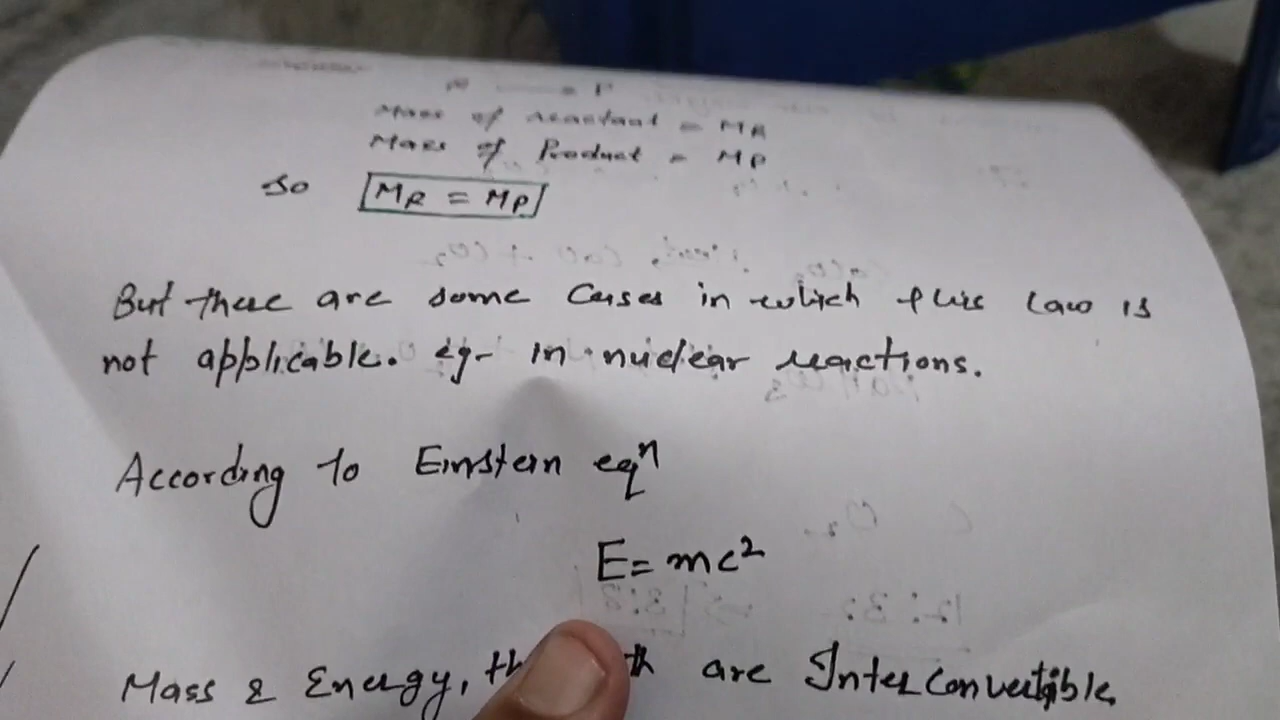 R → P
Mass of reactant = MR
Mass of Product = MP
so MR = MP
But there are some Cases in which this law is
not applicable. eg- in nuclear reactions.
According to Einstein eqn
E = mc²
Mass & Energy, are Interconvertible